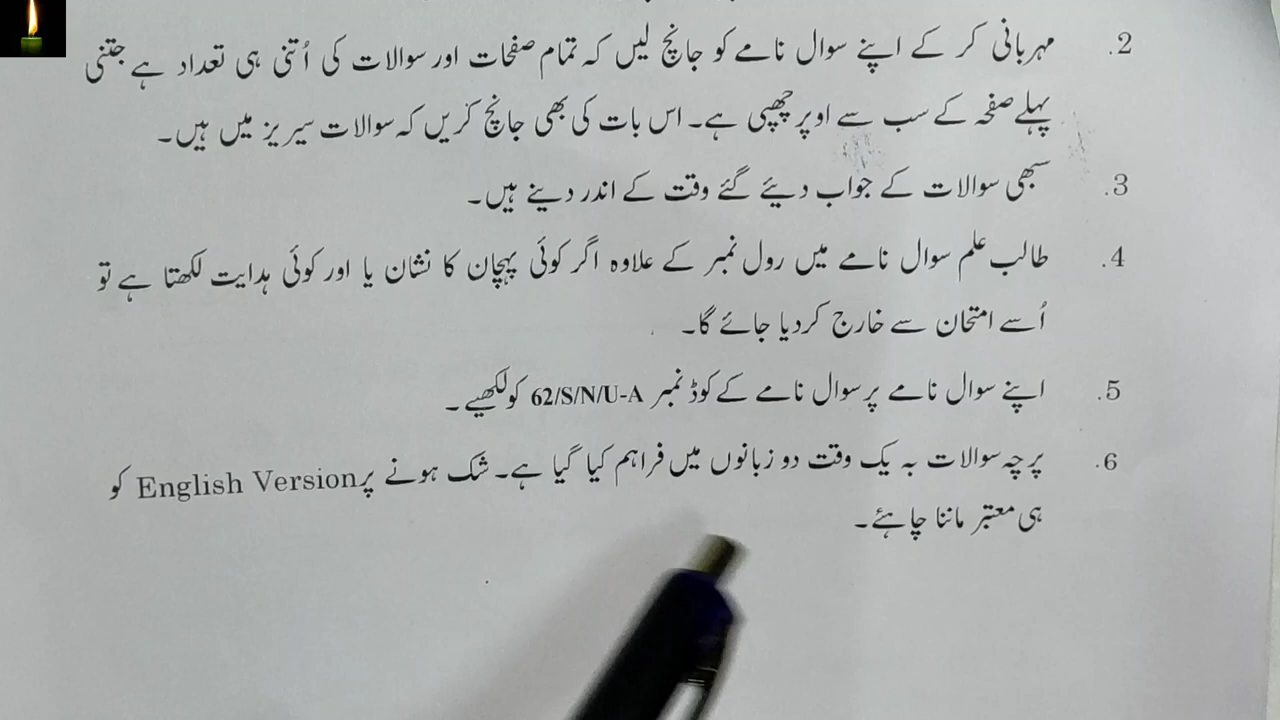 2. مہربانی کر کے اپنے سوال نامے کو جانچ لیں کہ تمام صفحات اور سوالات کی اُتنی ہی تعداد ہے جتنی
پہلے صفحہ کے سب سے اوپر چھپی ہے۔ اس بات کی بھی جانچ کریں کہ سوالات سیریز میں ہیں۔
3. سبھی سوالات کے جواب دیئے گئے وقت کے اندر دینے ہیں۔
4. طالب علم سوال نامے میں رول نمبر کے علاوہ اگر کوئی پہچان کا نشان یا اور کوئی ہدایت لکھتا ہے تو
اُسے امتحان سے خارج کردیا جائے گا۔
5. اپنے سوال نامے پر سوال نامے کے کوڈ نمبر 62/S/N/U-A کو لکھیے۔
6. پرچہ سوالات بہ یک وقت دو زبانوں میں فراہم کیا گیا ہے۔ شک ہونے پر English Version کو
ہی معتبر ماننا چاہئے۔